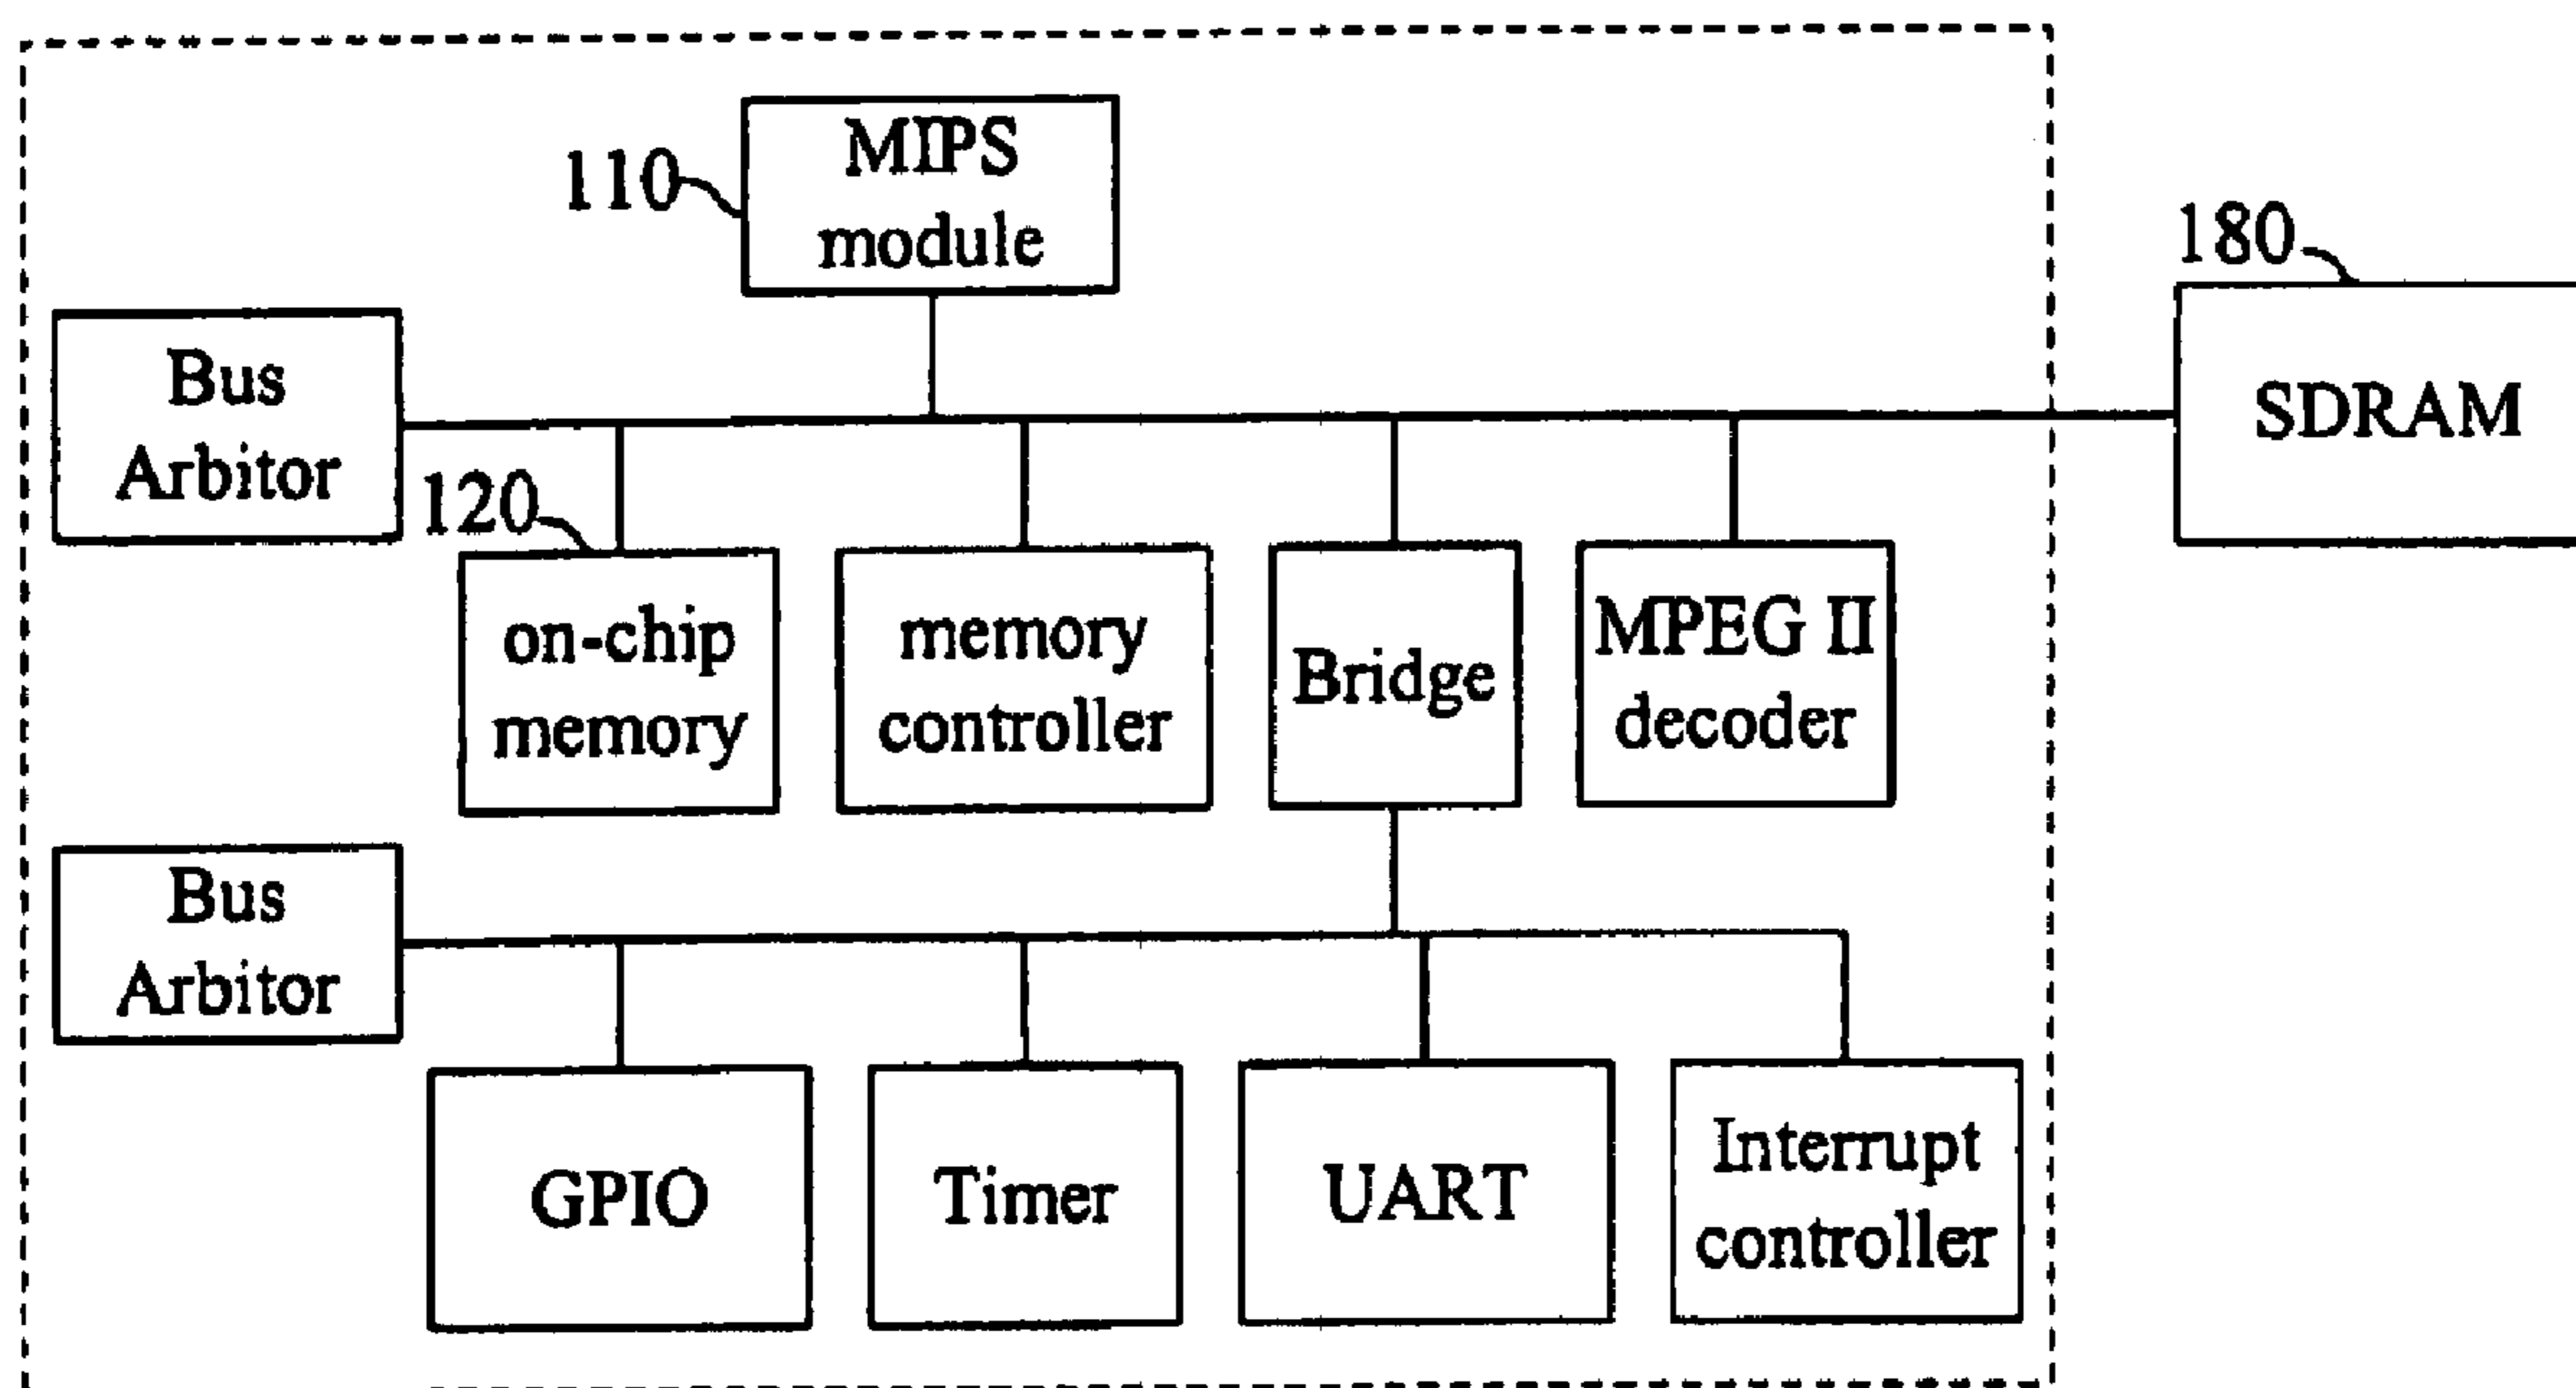 MIPS
module
110
180
Bus
Arbitor
SDRAM
120
on-chip
memory
memory
controller
Bridge
MPEG II
decoder
Bus
Arbitor
GPIO
Timer
UART
Interrupt
controller